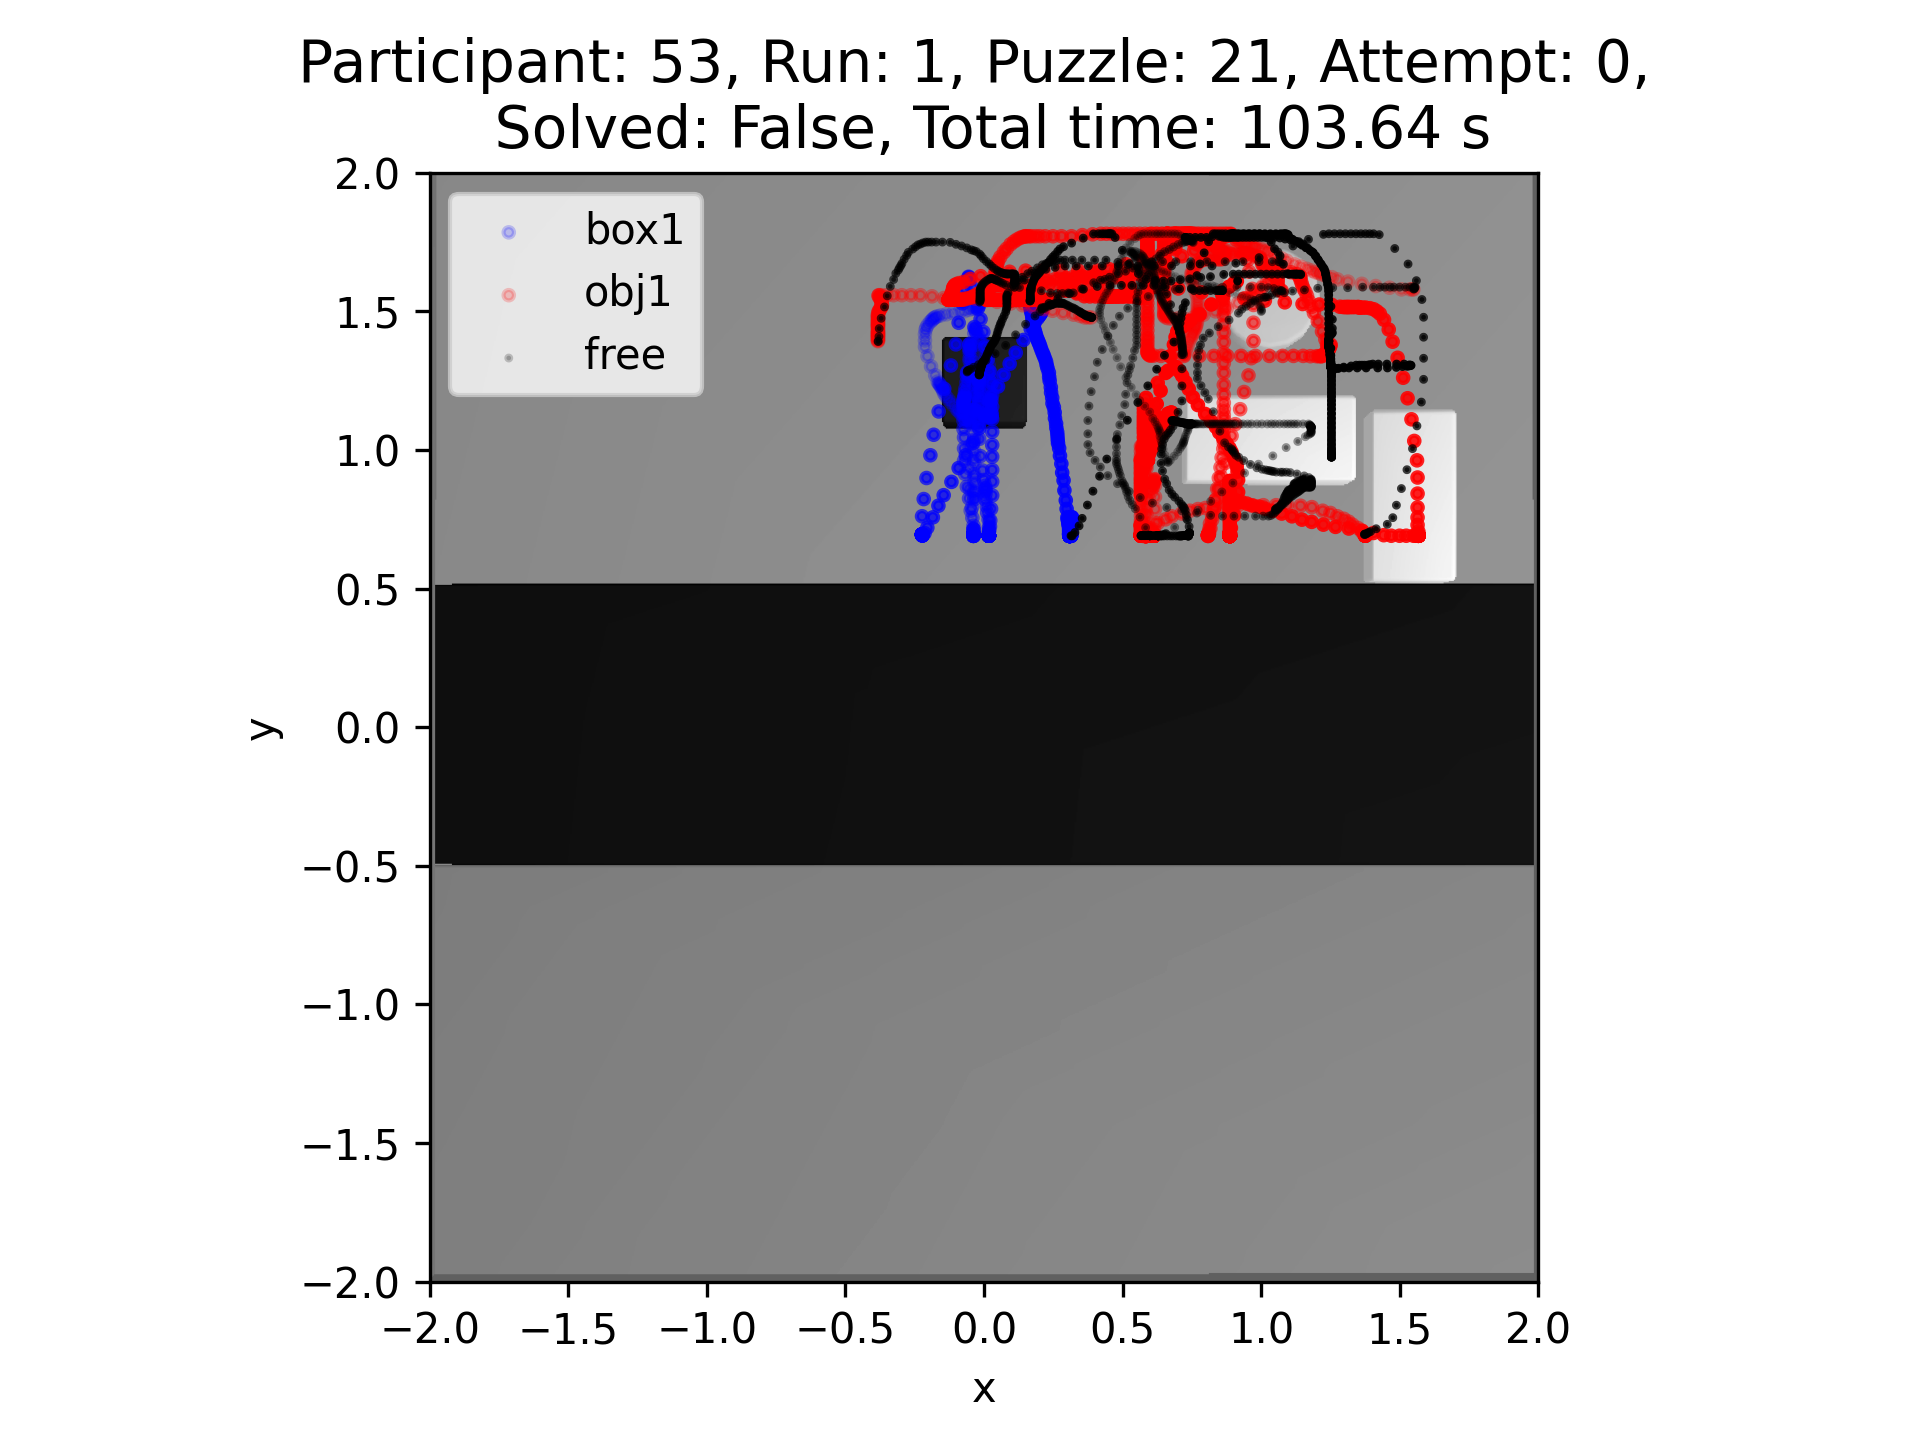 Participant: 53, Run: 1, Puzzle: 21, Attempt: 0,
Solved: False, Total time: 103.64 s
2.0
1.5
1.0
0.5
0.0
−0.5
−1.0
−1.5
−2.0
y
box1
obj1
free
−2.0 −1.5 −1.0 −0.5 0.0 0.5 1.0 1.5 2.0
x